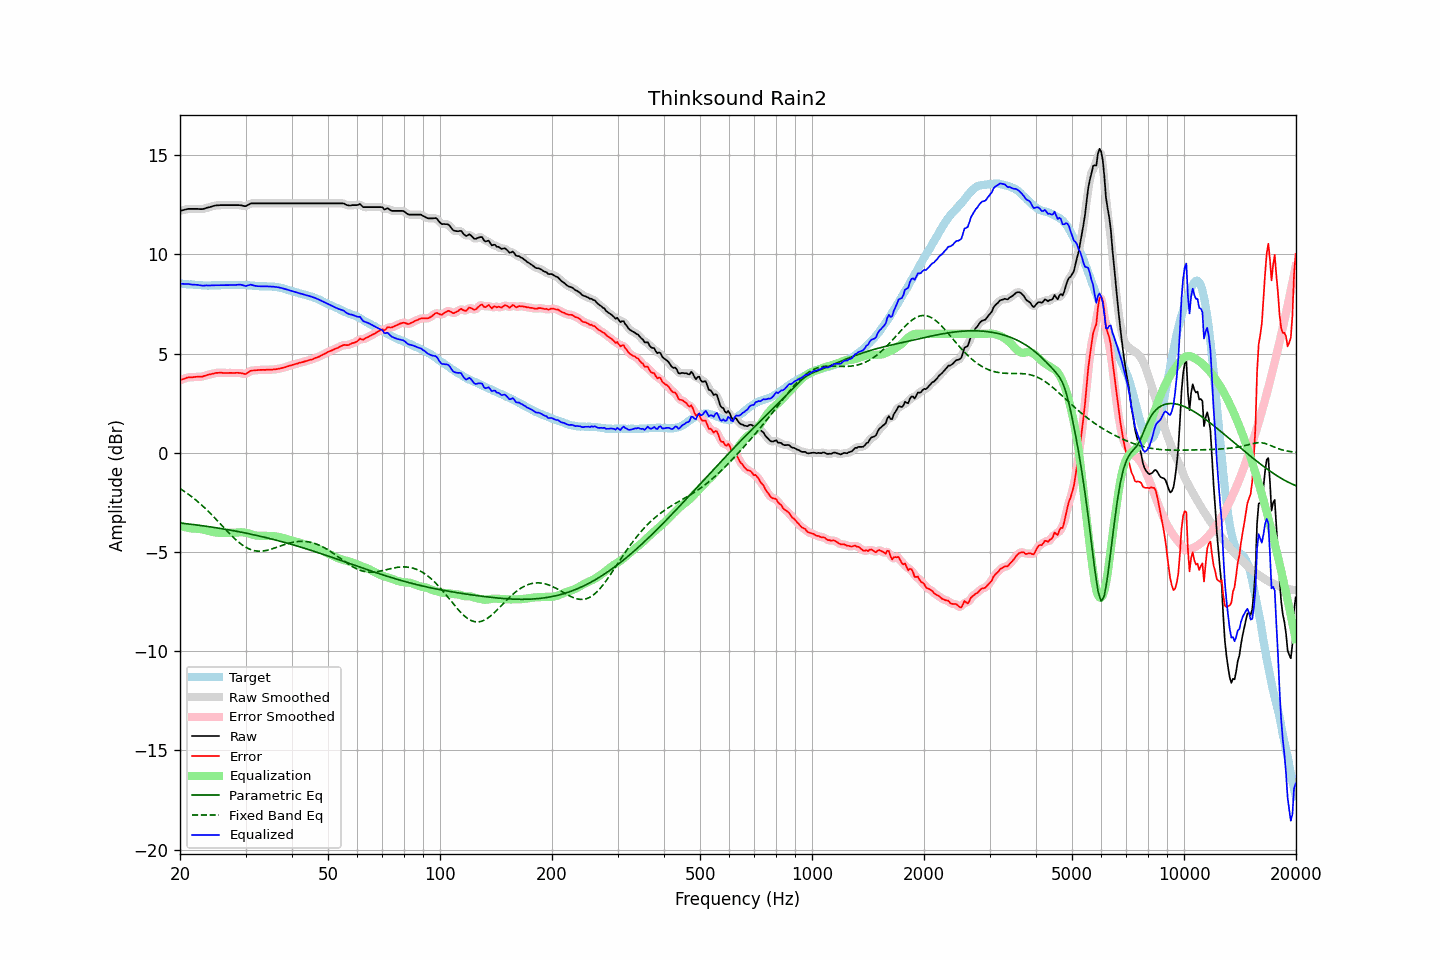 Thinksound Rain2
15
10
5
0
−5
−10
−15
−20
Amplitude (dBr)
Target
Raw Smoothed
Error Smoothed
Raw
Error
Equalization
Parametric Eq
Fixed Band Eq
Equalized
20 50 100 200 500 1000 2000 5000 10000 20000
Frequency (Hz)